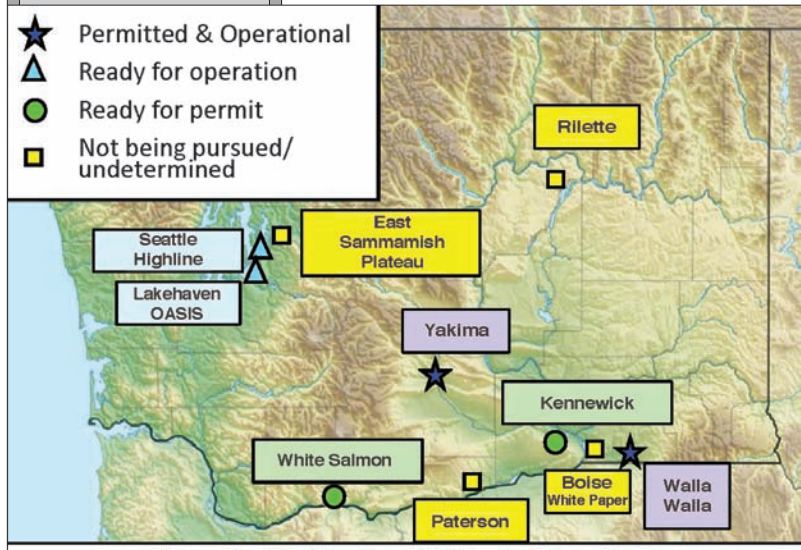 Permitted & Operational
Ready for operation
Ready for permit
Not being pursued/
undetermined
Rilette
East
Sammamish
Plateau
Seattle
Highline
Lakehaven
OASIS
Yakima
Kennewick
White Salmon
Boise
White Paper
Walla
Walla
Paterson